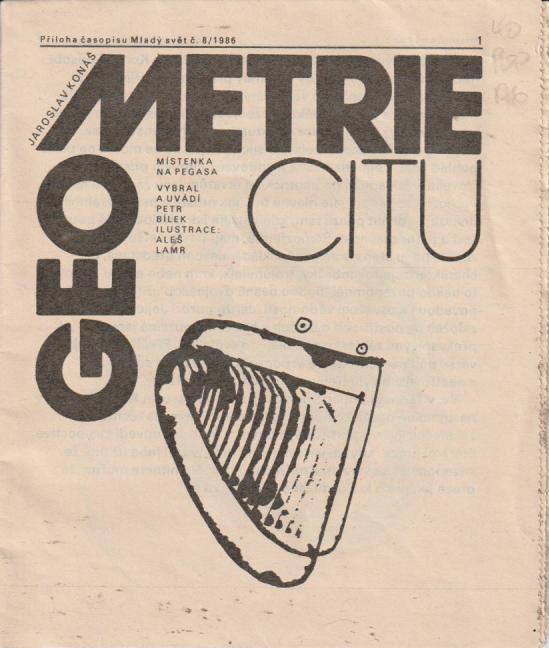 Příloha časopisu Mladý svět č. 8/1986 1
JAROSLAV KONÁŠ
GEO
METRIE
CITU
MÍSTENKA
NA PEGASA
VYBRAL
A UVÁDÍ
PETR
BÍLEK
ILUSTRACE:
ALEŠ
LAMR